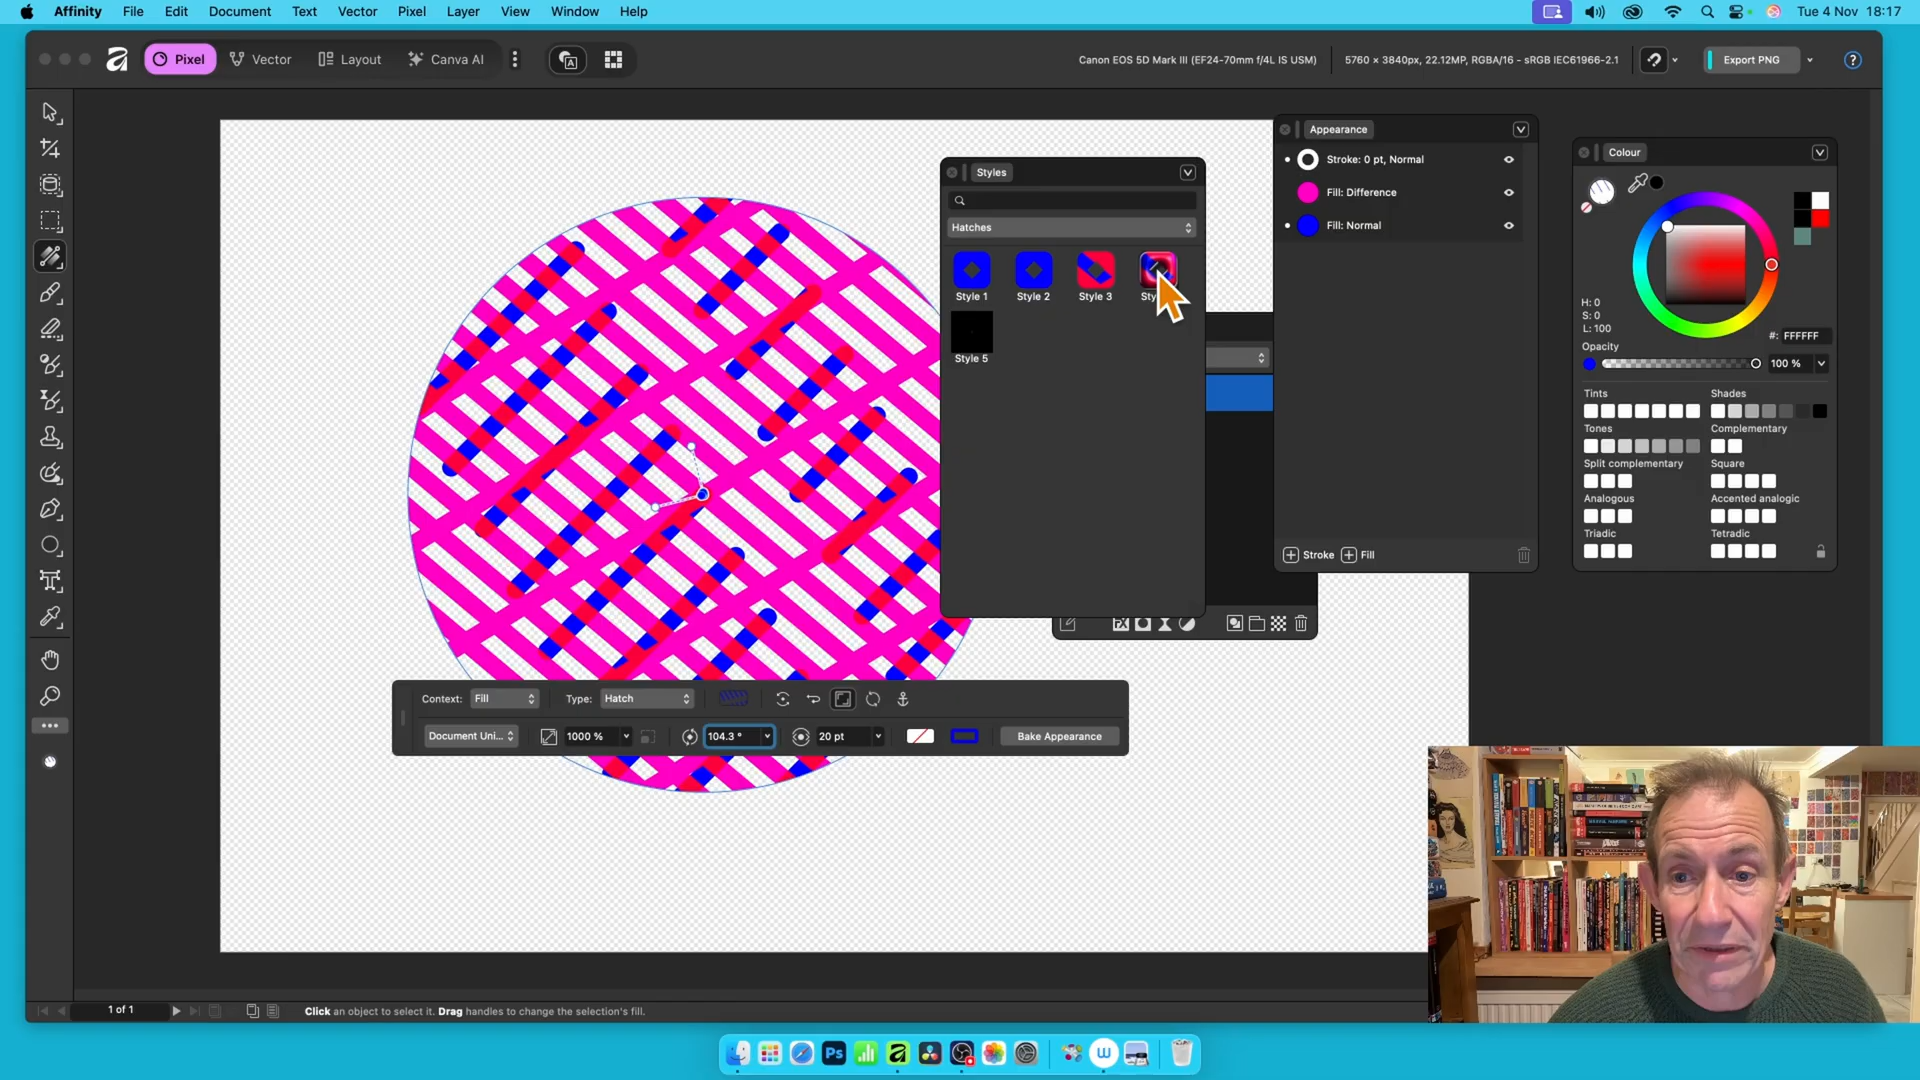 Affinity File Edit Document Text Vector Pixel Layer View Window Help
Tue 4 Nov 18:17
Pixel Vector Layout Canva AI
Canon EOS 5D Mark III (EF24-70mm f/4L IS USM)
5760 × 3840px, 22.12MP, RGBA/16 - sRGB IEC61966-2.1
Export PNG
Styles
Hatches
Style 1 Style 2 Style 3
Style 5
Appearance
Stroke: 0 pt, Normal
Fill: Difference
Fill: Normal
Stroke Fill
Colour
H: 0
S: 0
L: 100
#: FFFFFF
Opacity
100 %
Tints Shades
Tones Complementary
Split complementary Square
Analogous Accented analogic
Triadic Tetradic
Context: Fill Type: Hatch
Document Uni... 1000 % 104.3 ° 20 pt Bake Appearance
1 of 1
Click an object to select it. Drag handles to change the selection's fill.
Ps